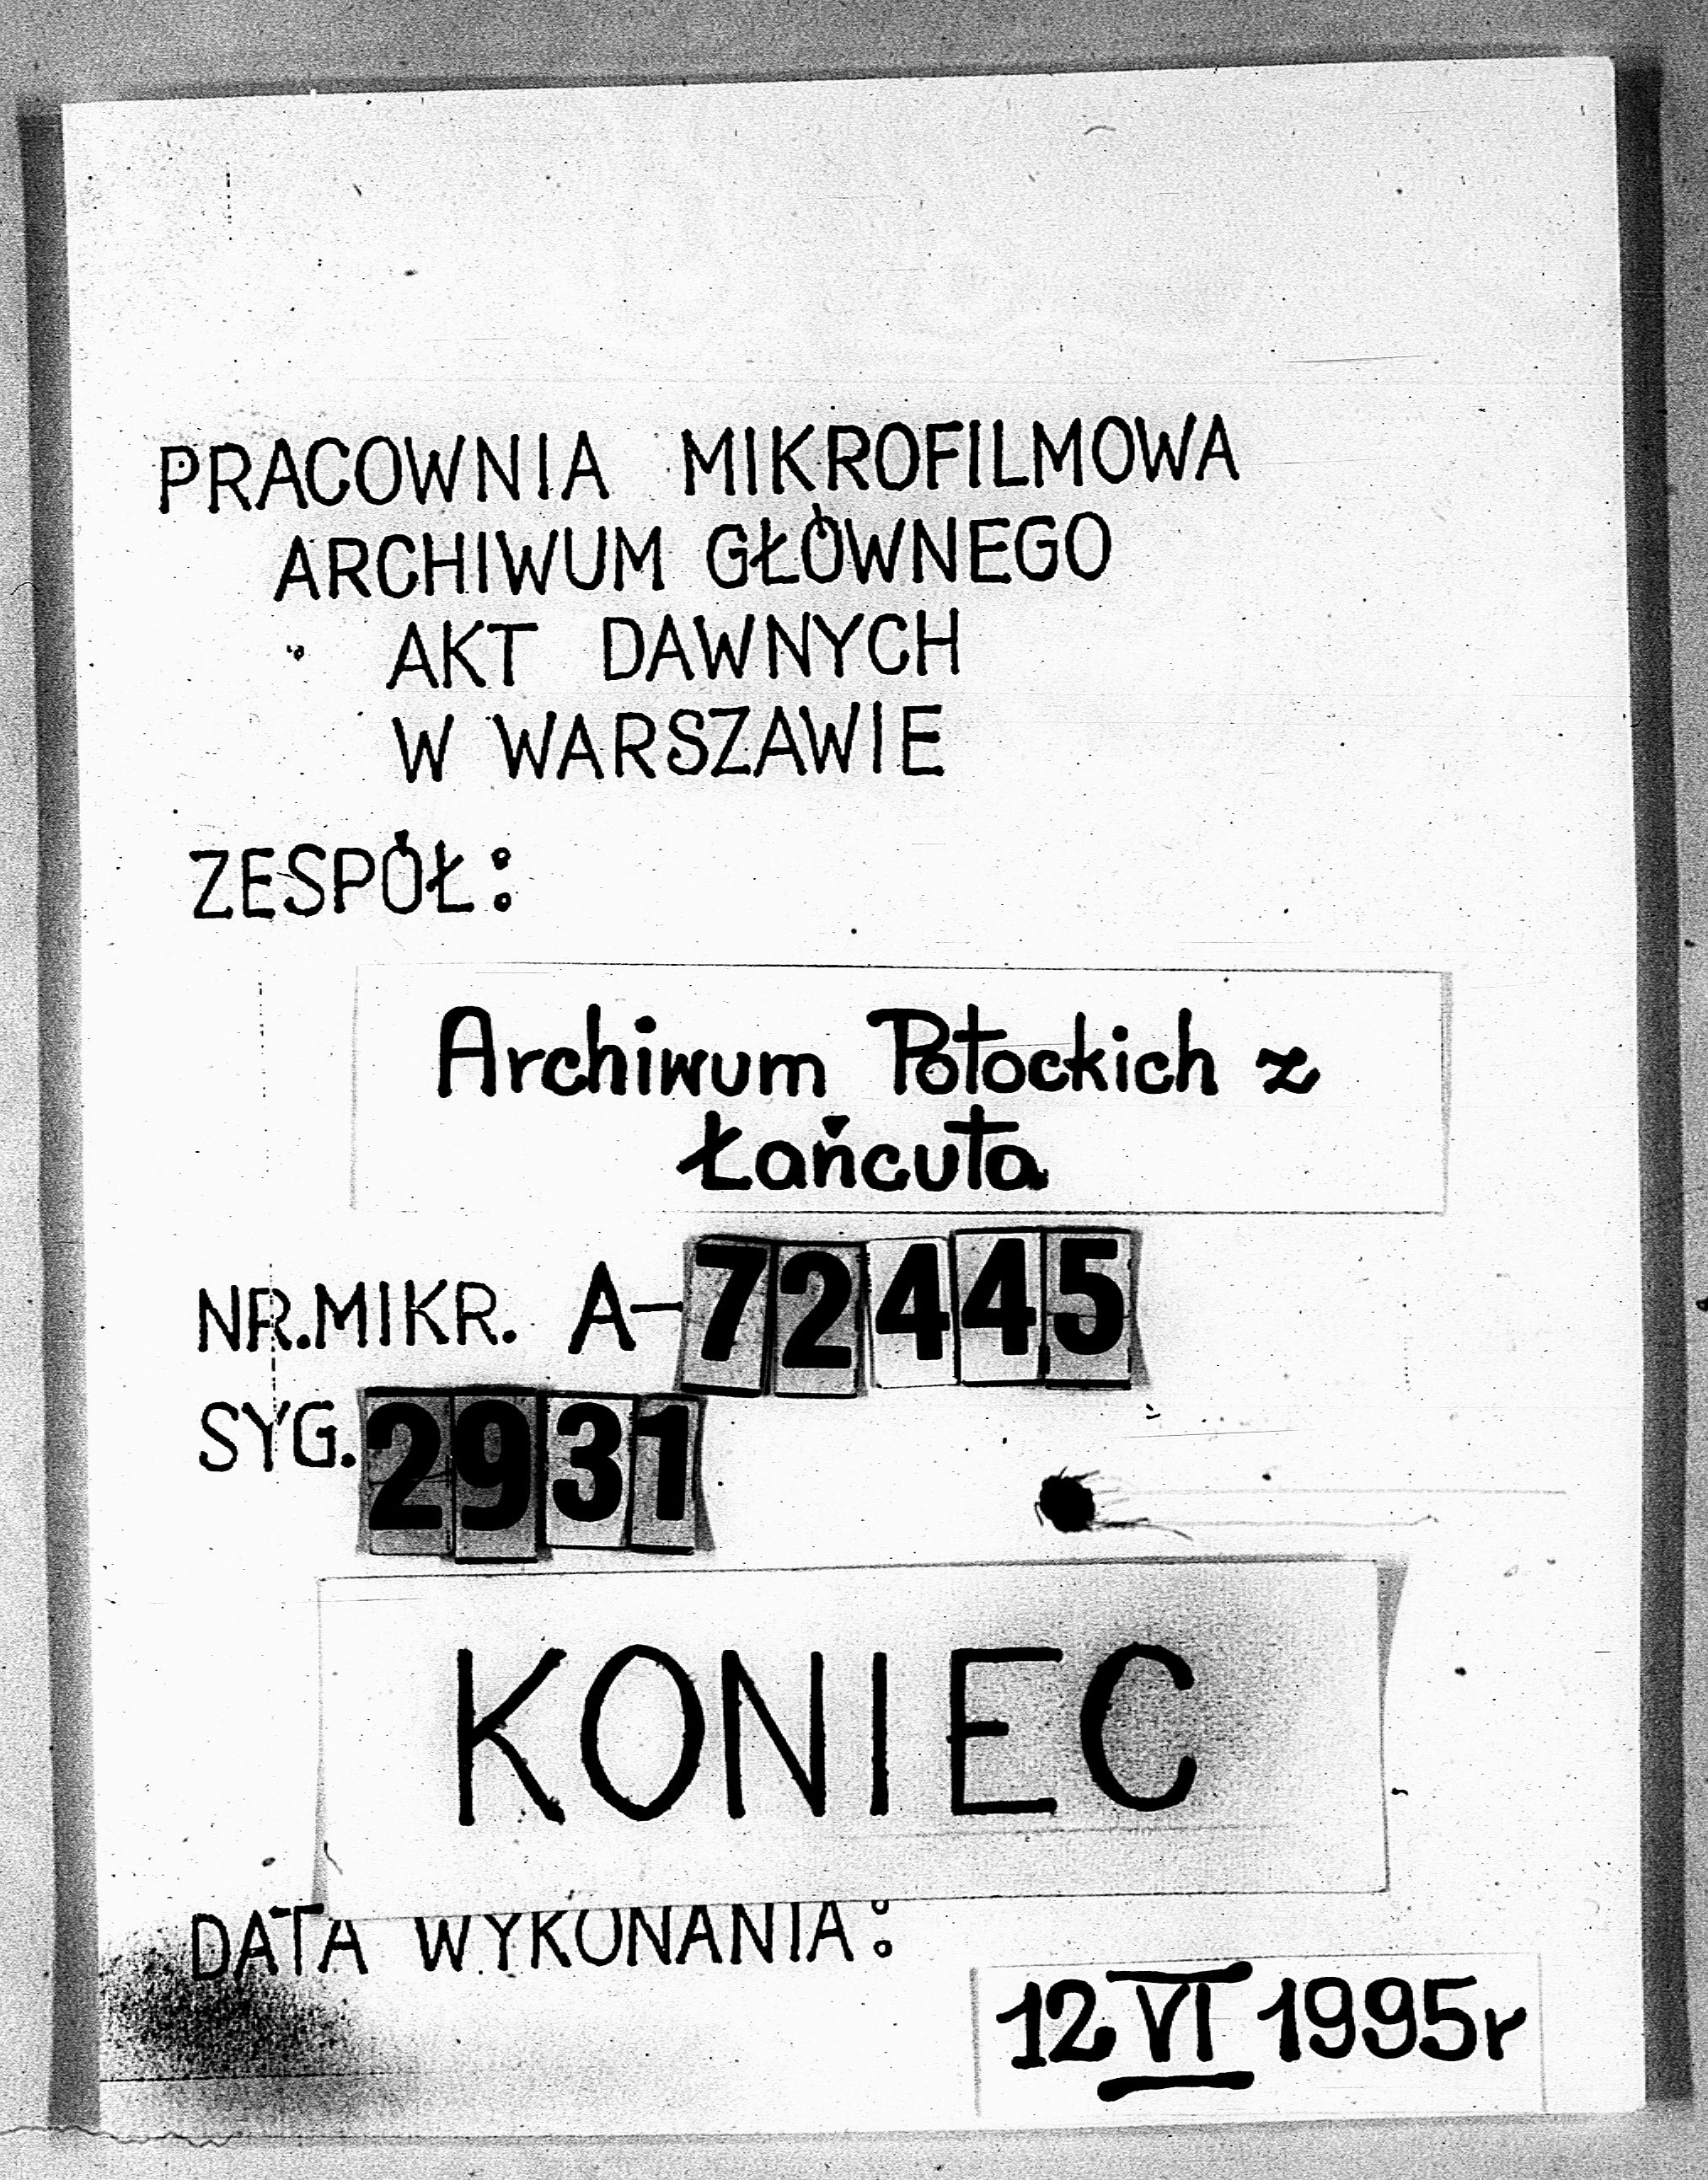 PRACOWNIA MIKROFILMOWA
ARCHIWUM GŁÓWNEGO
AKT DAWNYCH
W WARSZAWIE
ZESPÓŁ:
Archiwum Potockich z
Łańcuta
NR.MIKR. A-72445
SYG. 2931
KONIEC
DATA WYKONANIA:
12 VI 1995r